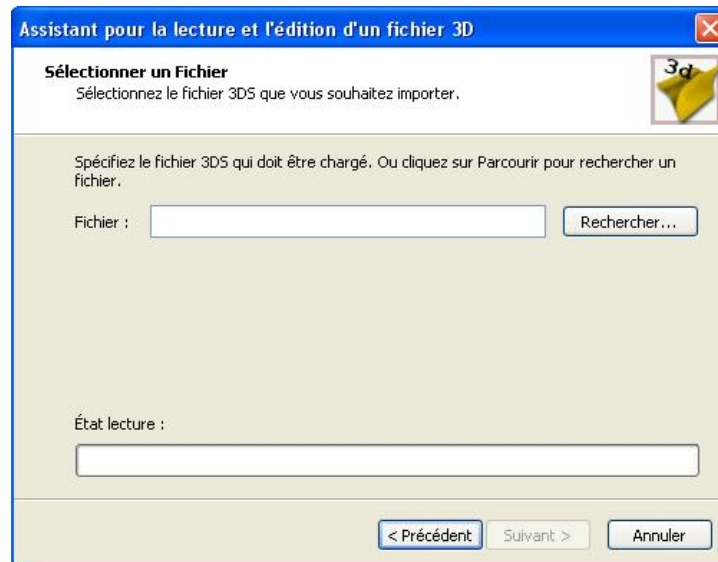 Assistant pour la lecture et l'édition d'un fichier 3D
Sélectionner un Fichier
Sélectionnez le fichier 3DS que vous souhaitez importer.
3d
Spécifiez le fichier 3DS qui doit être chargé. Ou cliquez sur Parcourir pour rechercher un
fichier.
Fichier :
Rechercher...
État lecture :
< Précédent
Suivant >
Annuler